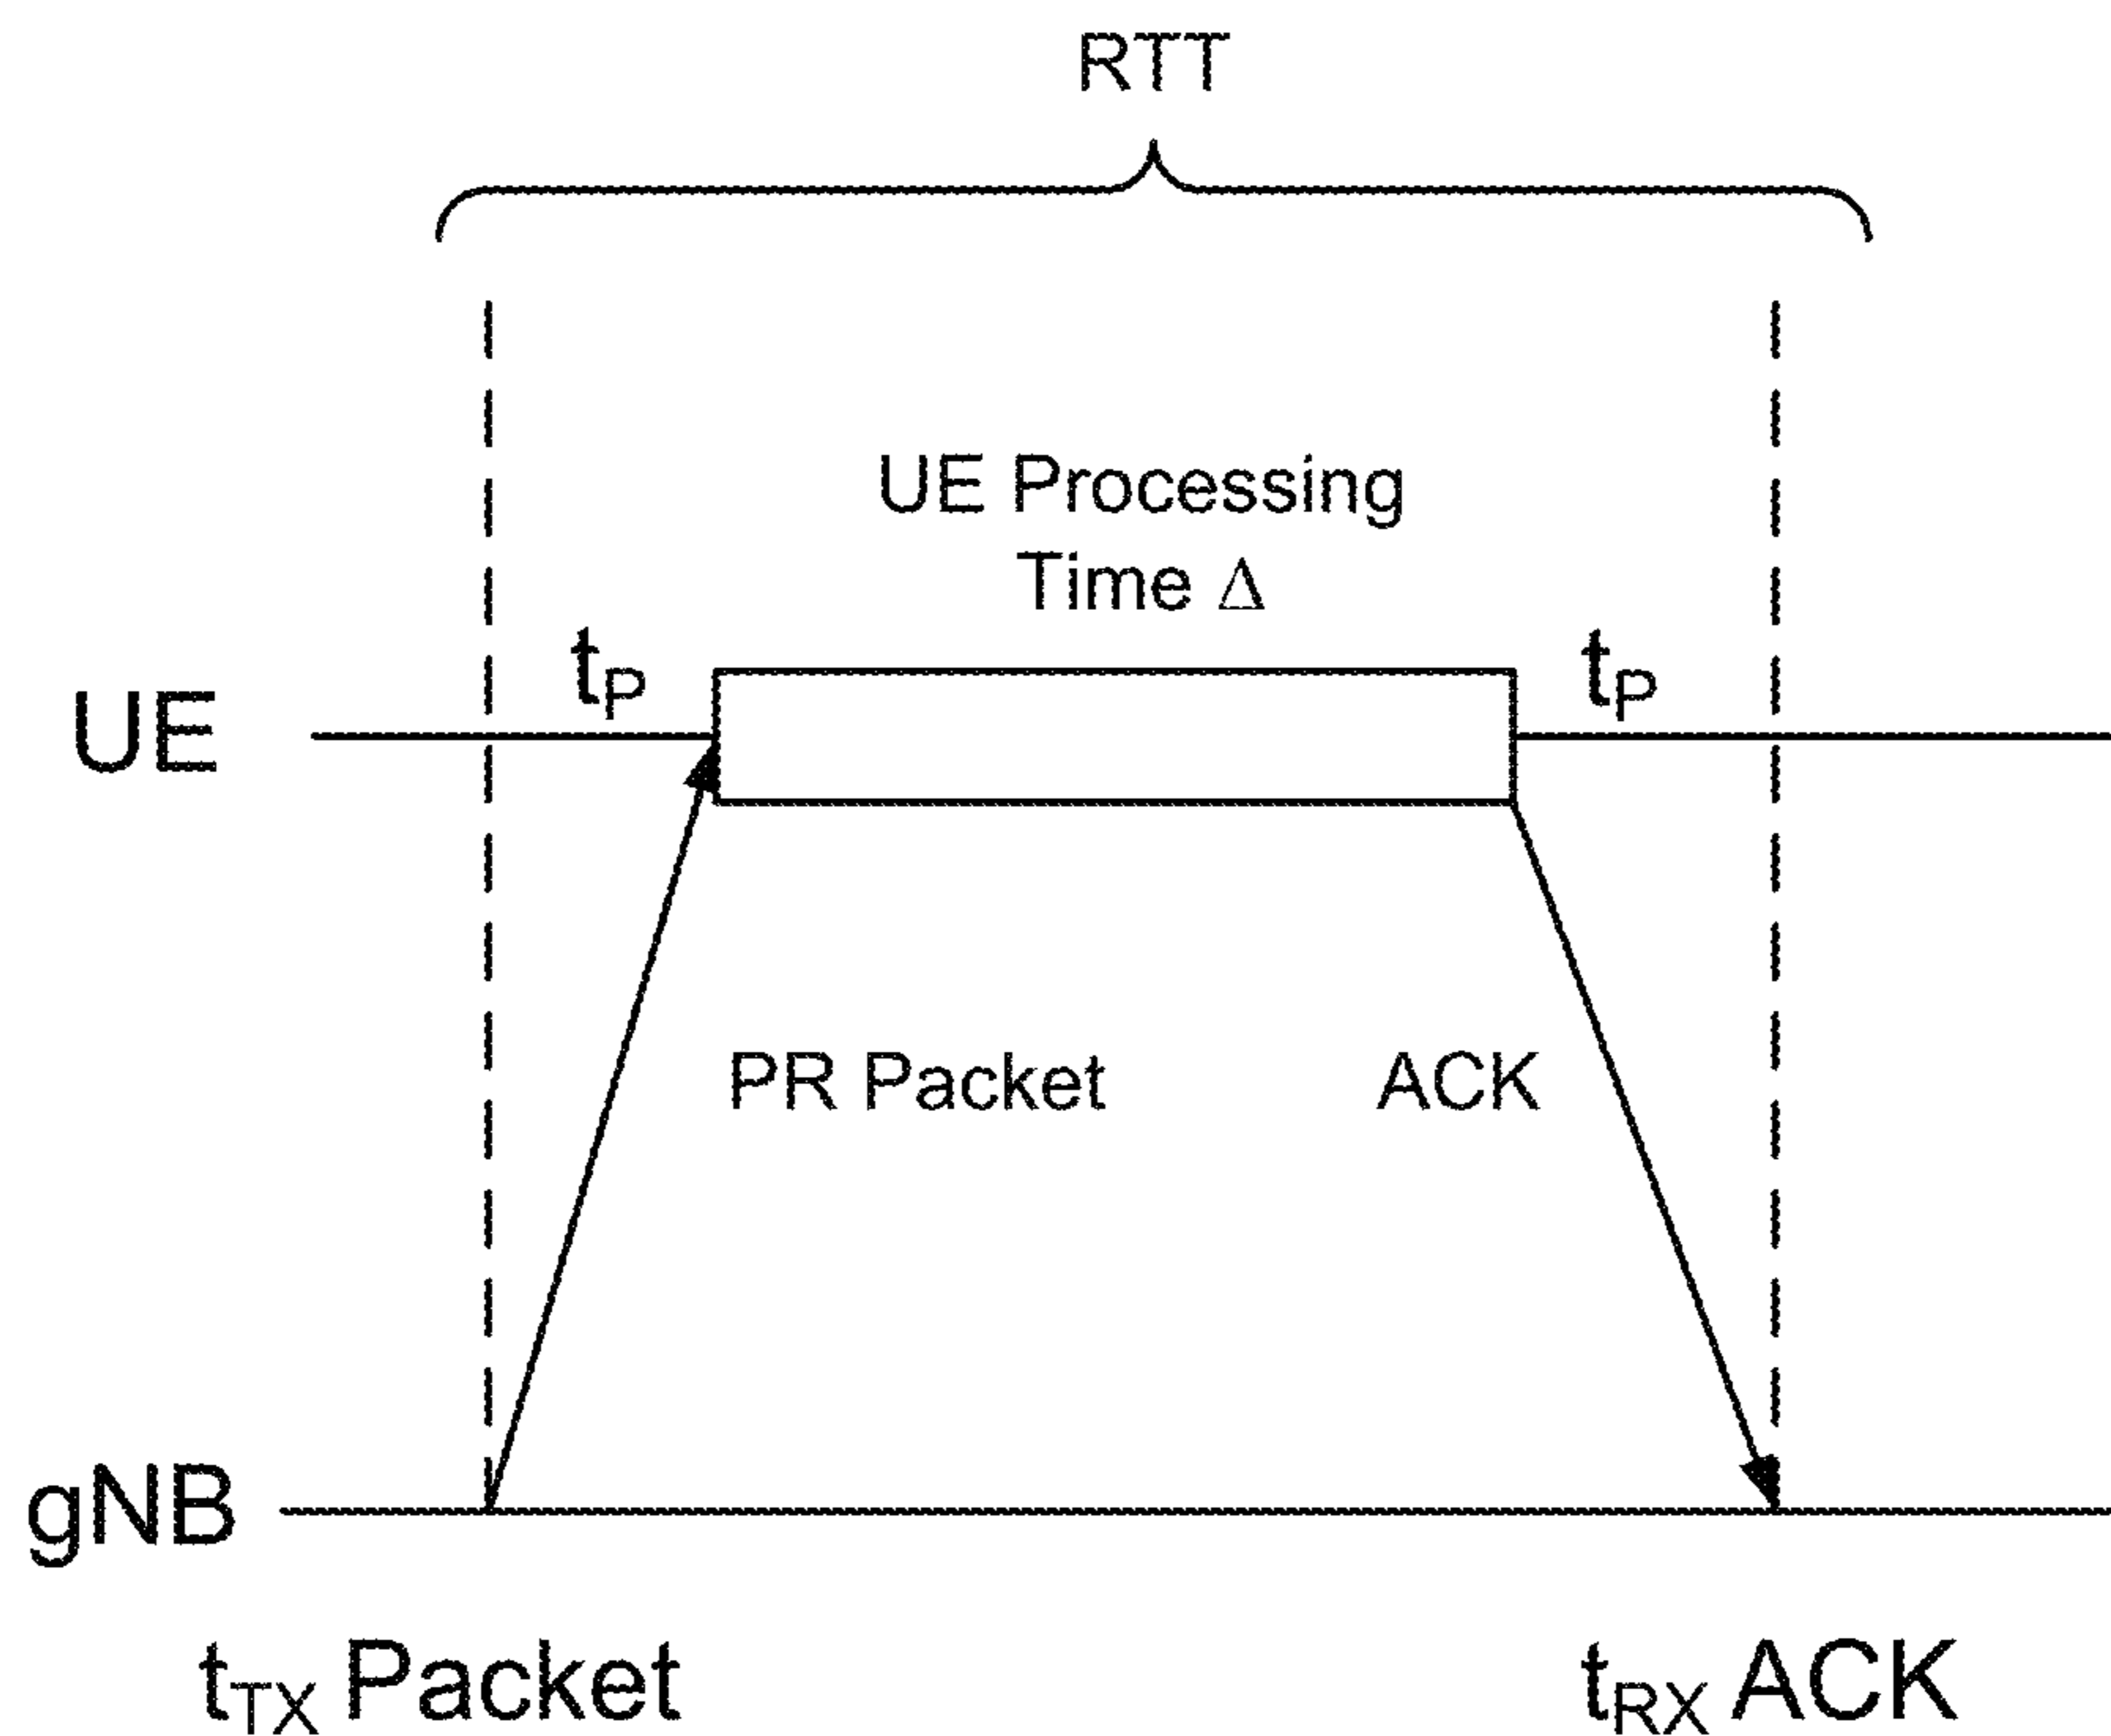 RTT
UE Processing
Time Δ
tP
tP
UE
PR Packet
ACK
gNB
tTX Packet
tRX ACK